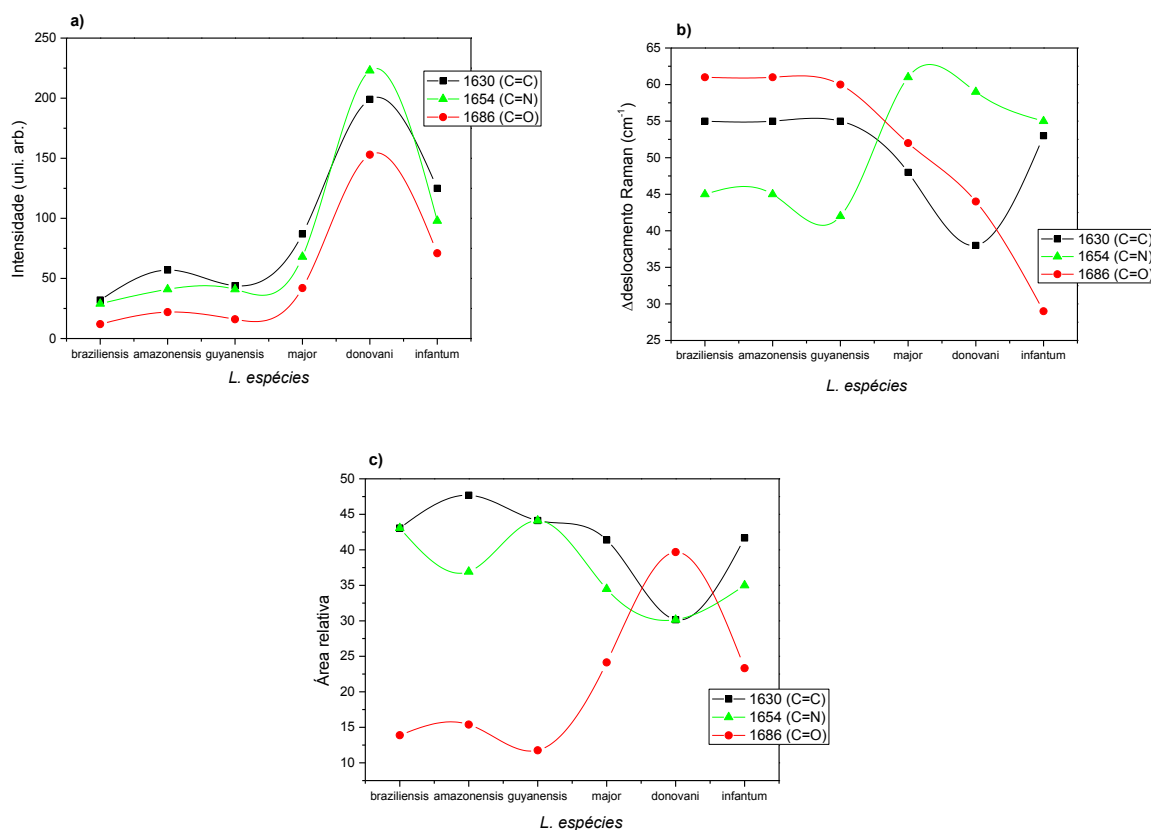 a)
250
200
150
100
50
0
Intensidade (uni. arb.)
1630 (C=C)
1654 (C=N)
1686 (C=O)
braziliensis amazonensis guyanensis major donovani infantum
L. espécies
b)
65
60
55
50
45
40
35
30
25
Δdeslocamento Raman (cm⁻¹)
1630 (C=C)
1654 (C=N)
1686 (C=O)
braziliensis amazonensis guyanensis major donovani infantum
L. espécies
c)
50
45
40
35
30
25
20
15
10
Área relativa
1630 (C=C)
1654 (C=N)
1686 (C=O)
braziliensis amazonensis guyanensis major donovani infantum
L. espécies